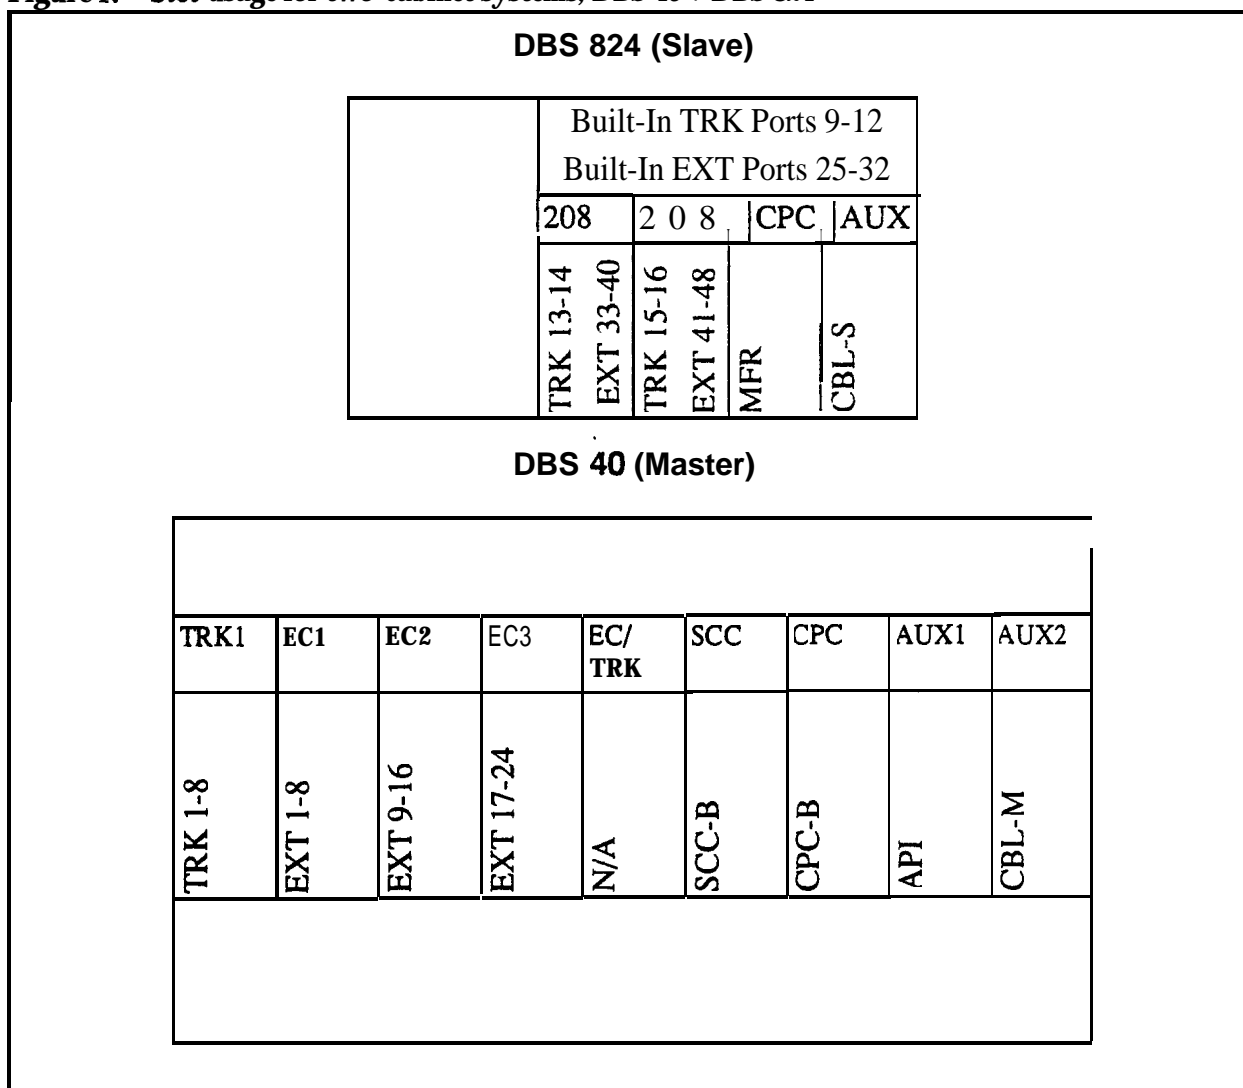 DBS 824 (Slave)
Built-In TRK Ports 9-12
Built-In EXT Ports 25-32
208 208 CPC AUX
TRK 13-14
EXT 33-40
TRK 15-16
EXT 41-48
MFR
CBL-S
DBS 40 (Master)
TRK1 EC1 EC2 EC3 EC/ TRK SCC CPC AUX1 AUX2
TRK 1-8
EXT 1-8
EXT 9-16
EXT 17-24
N/A
SCC-B
CPC-B
API
CBL-M